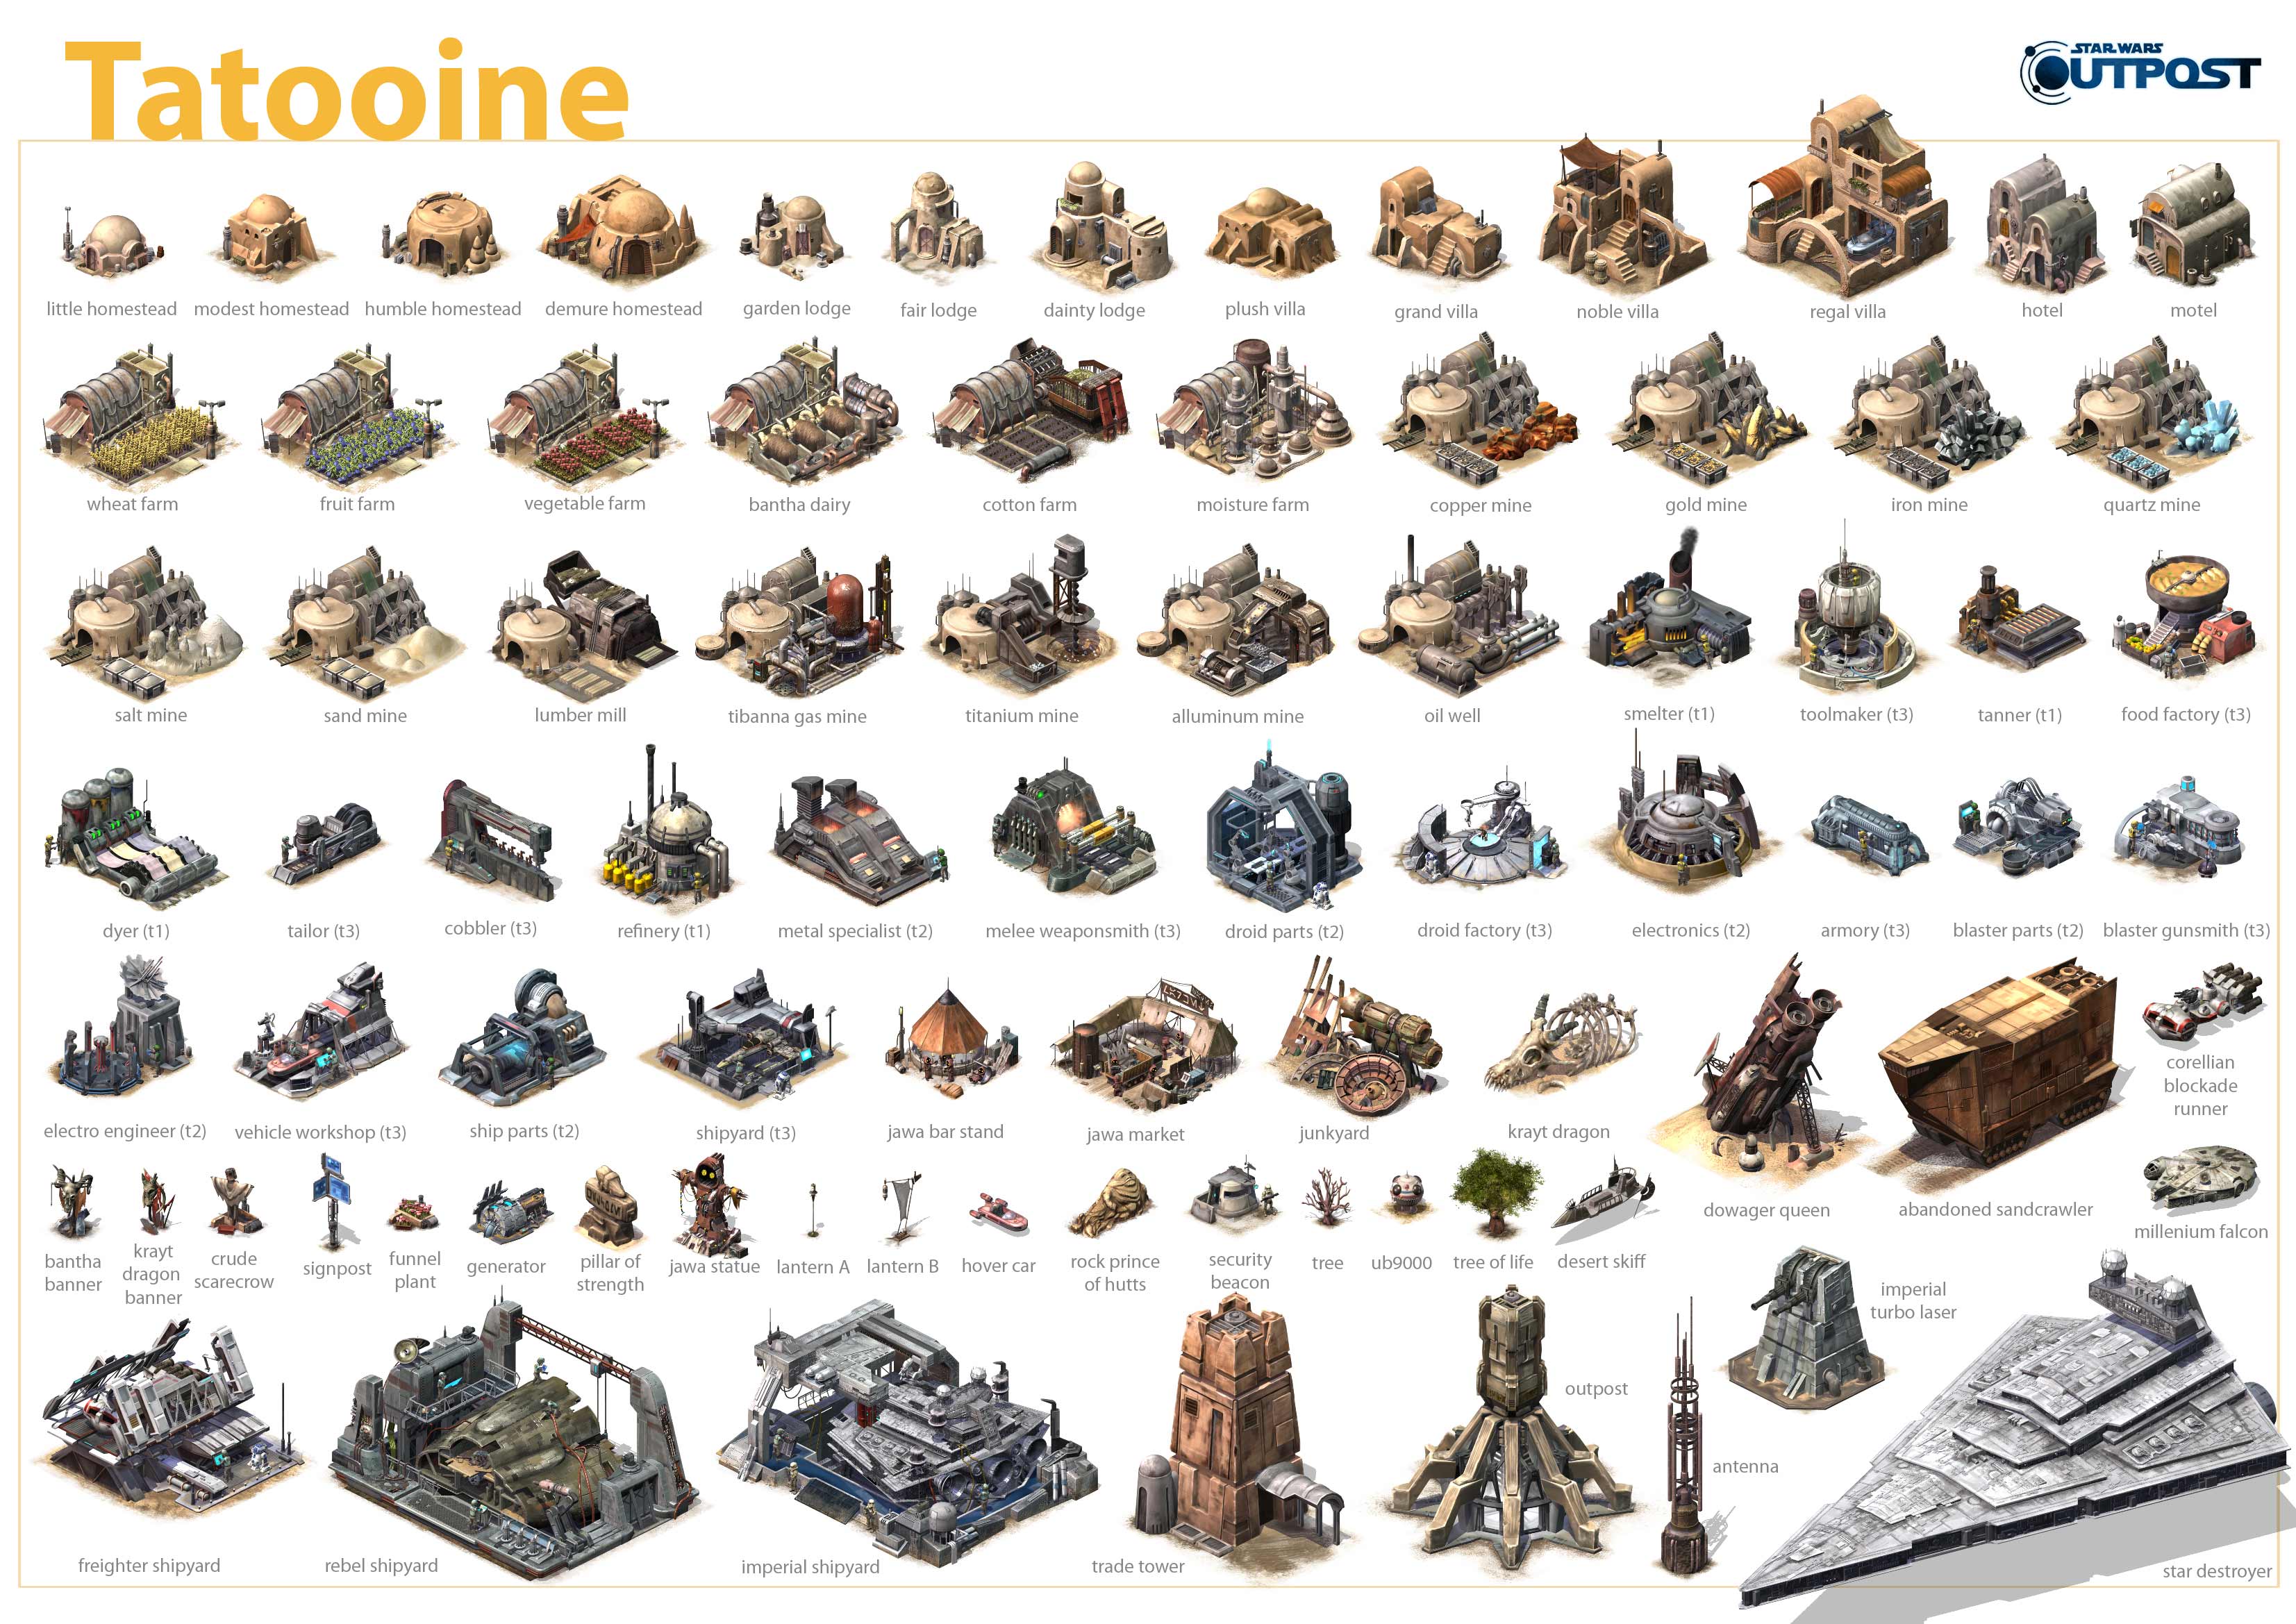 Tatooine
STAR WARS
OUTPOST
little homestead
modest homestead
humble homestead
demure homestead
garden lodge
fair lodge
dainty lodge
plush villa
grand villa
noble villa
regal villa
hotel
motel
wheat farm
fruit farm
vegetable farm
bantha dairy
cotton farm
moisture farm
copper mine
gold mine
iron mine
quartz mine
salt mine
sand mine
lumber mill
tibanna gas mine
titanium mine
alluminum mine
oil well
smelter (t1)
toolmaker (t3)
tanner (t1)
food factory (t3)
dyer (t1)
tailor (t3)
cobbler (t3)
refinery (t1)
metal specialist (t2)
melee weaponsmith (t3)
droid parts (t2)
droid factory (t3)
electronics (t2)
armory (t3)
blaster parts (t2)
blaster gunsmith (t3)
electro engineer (t2)
vehicle workshop (t3)
ship parts (t2)
shipyard (t3)
jawa bar stand
jawa market
junkyard
krayt dragon
dowager queen
abandoned sandcrawler
corellian
blockade
runner
millenium falcon
bantha
banner
krayt
dragon
banner
crude
scarecrow
signpost
funnel
plant
generator
pillar of
strength
jawa statue
lantern A
lantern B
hover car
rock prince
of hutts
security
beacon
tree
ub9000
tree of life
desert skiff
imperial
turbo laser
freighter shipyard
rebel shipyard
imperial shipyard
trade tower
outpost
antenna
star destroyer